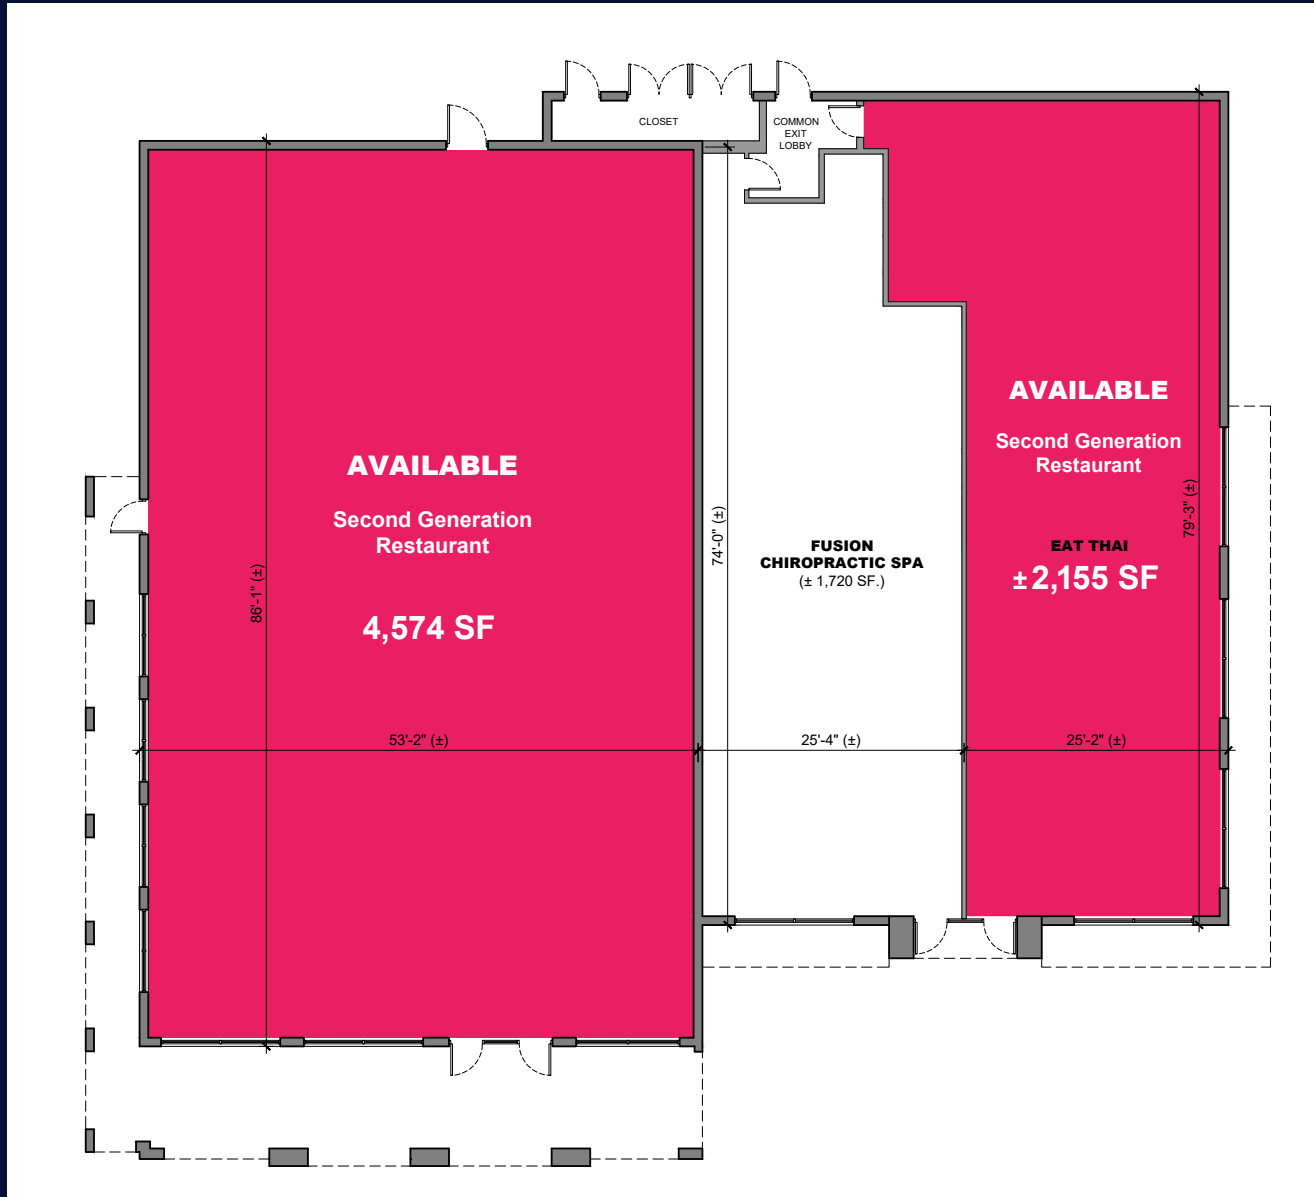 CLOSET
COMMON
EXIT
LOBBY
AVAILABLE
Second Generation
Restaurant
4,574 SF
86'-1" (±)
53'-2" (±)
74'-0" (±)
FUSION
CHIROPRACTIC SPA
(± 1,720 SF.)
25'-4" (±)
AVAILABLE
Second Generation
Restaurant
EAT THAI
±2,155 SF
79'-3" (±)
25'-2" (±)